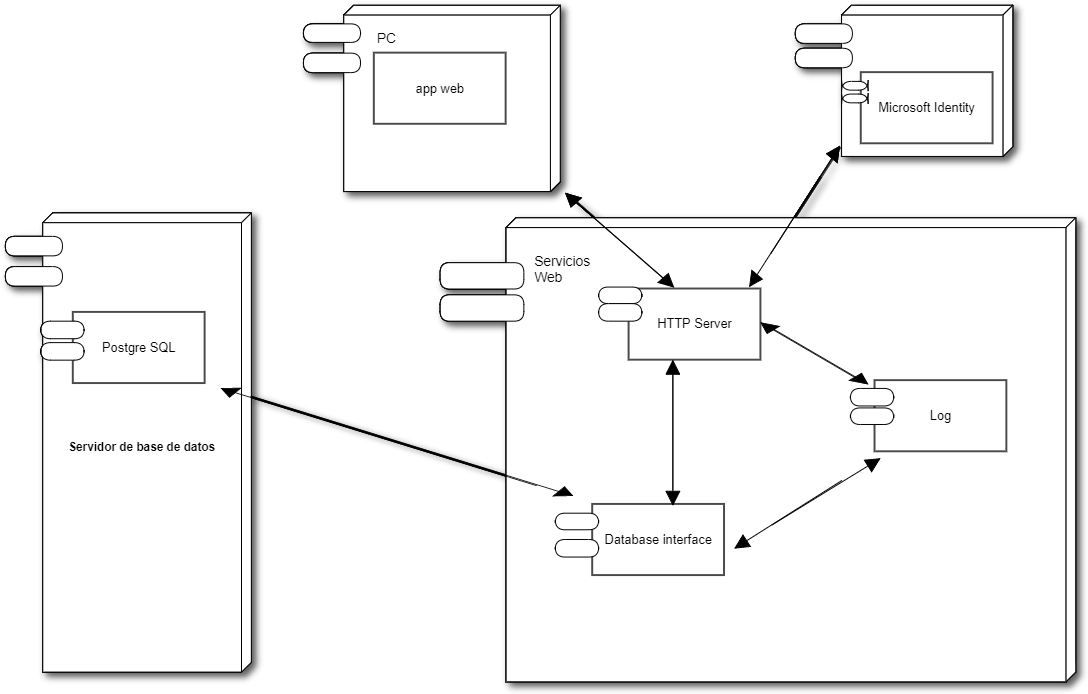 PC
app web
Microsoft Identity
Servicios
Web
HTTP Server
Postgre SQL
Log
Servidor de base de datos
Database interface